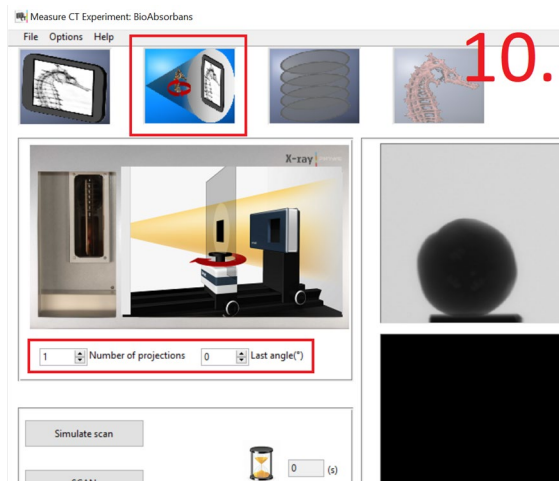 Measure CT Experiment: BioAbsorbans
File Options Help
10.
X-ray
1 Number of projections 0 Last angle(°)
Simulate scan
0 (s)
SCAN